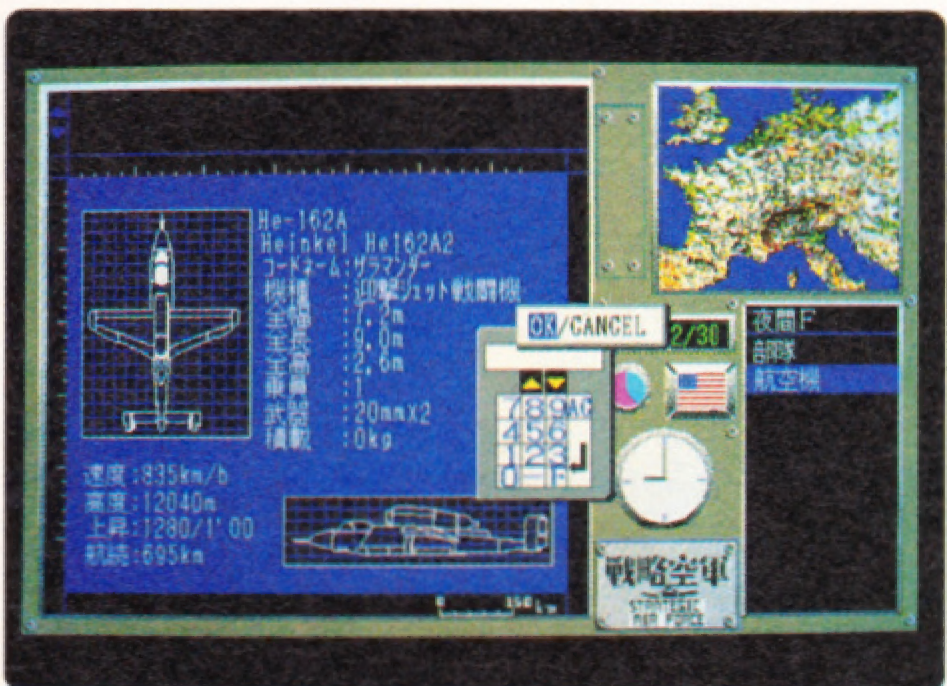 He-162A
Heinkel He162A2
コードネーム:ザラマンダー
機種 :迎撃ジェット戦闘機
全幅 :7,2m
全長 :9,0m
全高 :2,6m
乗員 :1
武器 :20mmX2
積載 :0kg
速度:835km/h
高度:12040m
上昇:1280/1'00
航続:695km
OK/CANCEL
2/30
789AC
456
123
0
夜間F
部隊
航空機
戦略空軍
STRATEGIC
AIR FORCE